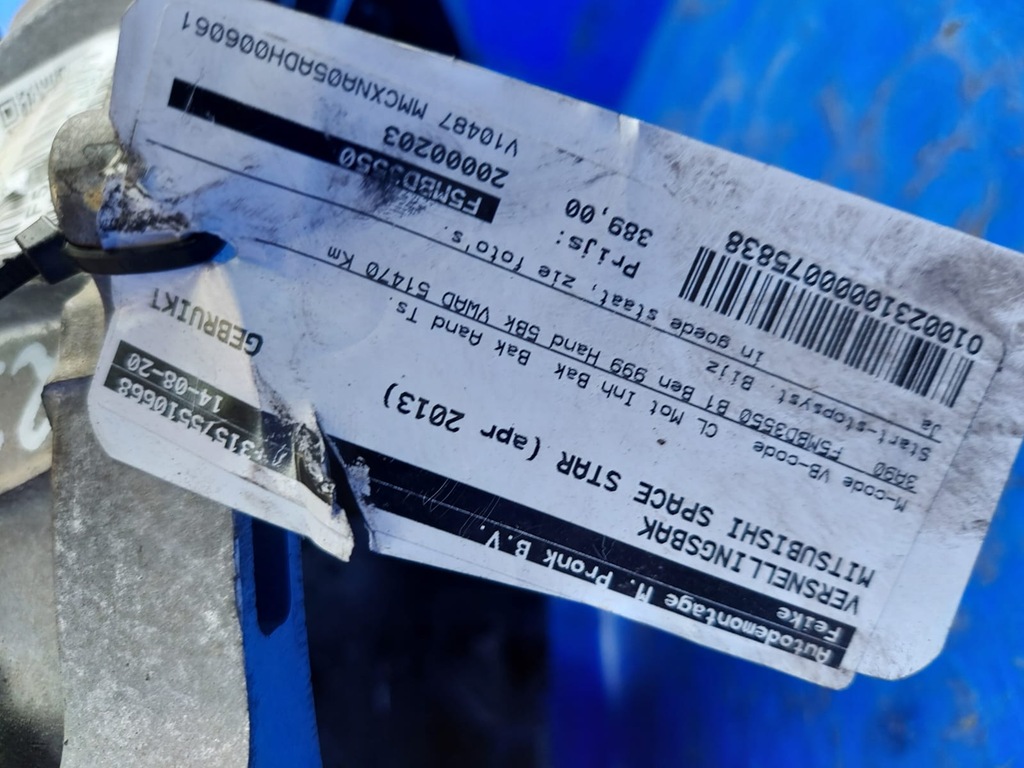 Autodemontage M. Pronk B.V.
Feike 14-08-20
VERSNELLINGSBAK GEBRUIKT
MITSUBISHI SPACE STAR (apr 2013)
M-code VB-code CL Mot Inh Bak Aand Ts
3A90 F5MBD3550 B1 Ben 999 Hand 5Bk VWAD 51470 Km
Start-stopsyst. Bijz
Ja in goede staat, zie foto's.
Prijs: F5MBD3550
389,00 20000203
0100231000075838 V10487 MMCXNA05ADH006061